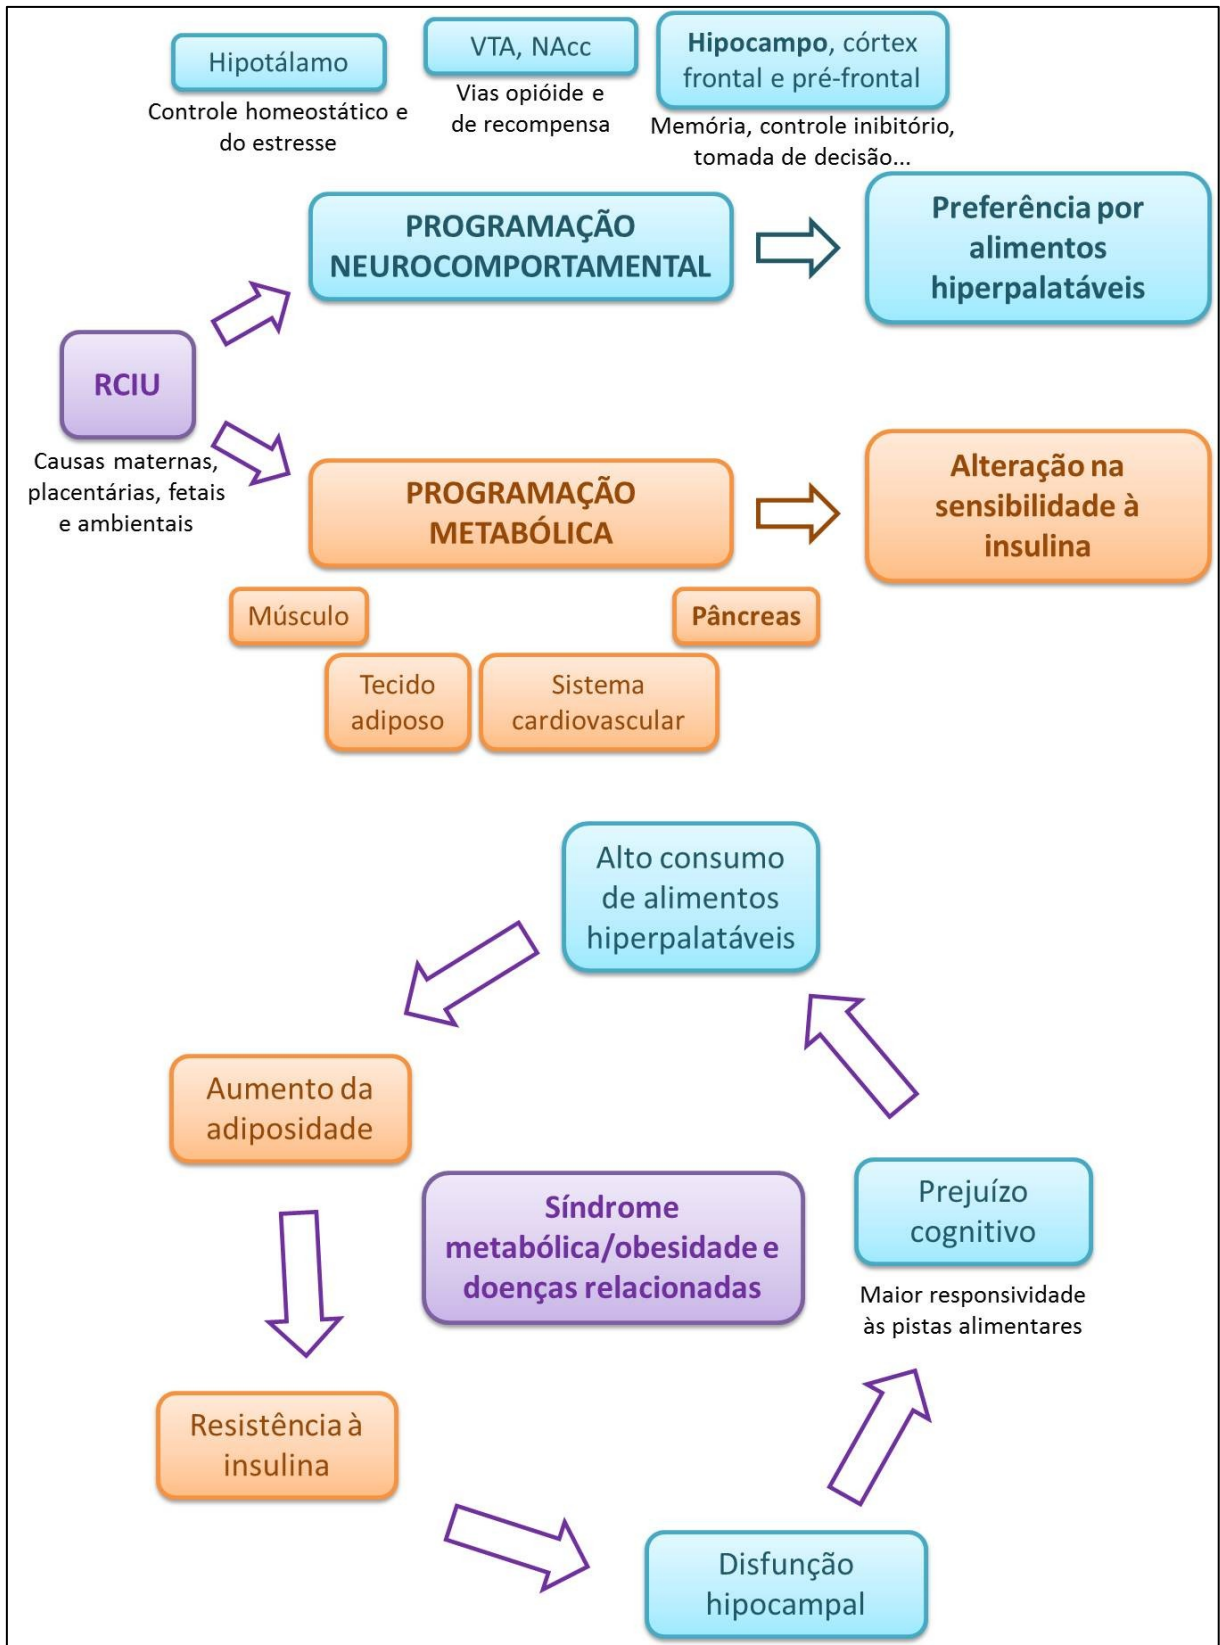 Hipotálamo
Controle homeostático e
do estresse
VTA, NAcc
Vias opióide e
de recompensa
Hipocampo, córtex
frontal e pré-frontal
Memória, controle inibitório,
tomada de decisão...
PROGRAMAÇÃO
NEUROCOMPORTAMENTAL
Preferência por
alimentos
hiperpalatáveis
RCIU
Causas maternas,
placentárias, fetais
e ambientais
PROGRAMAÇÃO
METABÓLICA
Alteração na
sensibilidade à
insulina
Músculo
Pâncreas
Tecido
adiposo
Sistema
cardiovascular
Alto consumo
de alimentos
hiperpalatáveis
Aumento da
adiposidade
Síndrome
metabólica/obesidade e
doenças relacionadas
Prejuízo
cognitivo
Maior responsividade
às pistas alimentares
Resistência à
insulina
Disfunção
hipocampal